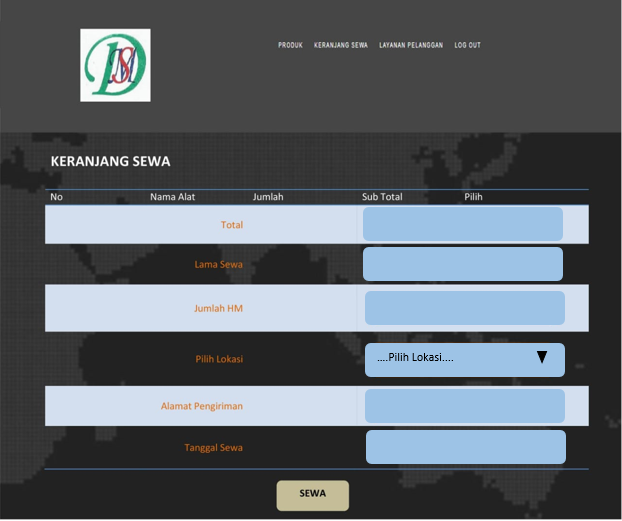 DSM
PRODUK KERANJANG SEWA LAYANAN PELANGGAN LOG OUT
KERANJANG SEWA
No Nama Alat Jumlah Sub Total Pilih
Total
Lama Sewa
Jumlah HM
Pilih Lokasi ....Pilih Lokasi....
Alamat Pengiriman
Tanggal Sewa
SEWA